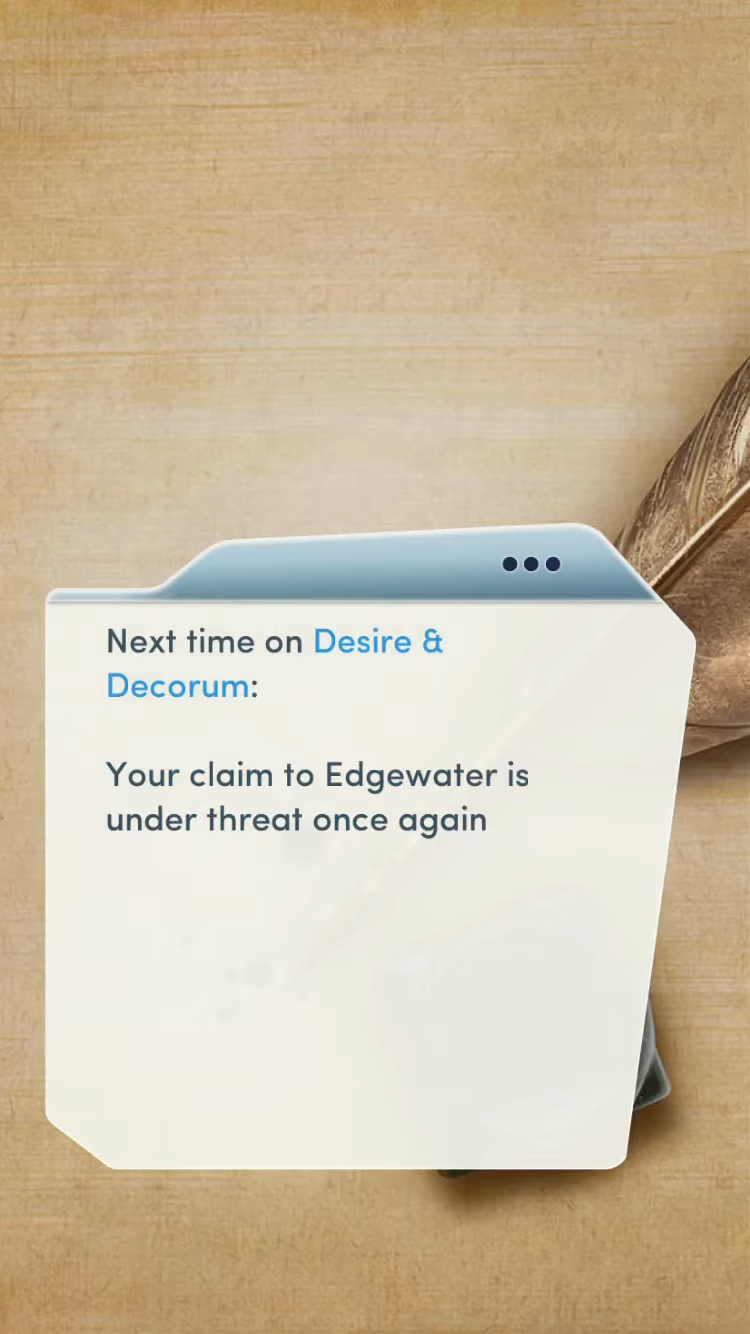 Next time on Desire &
Decorum:
Your claim to Edgewater is
under threat once again